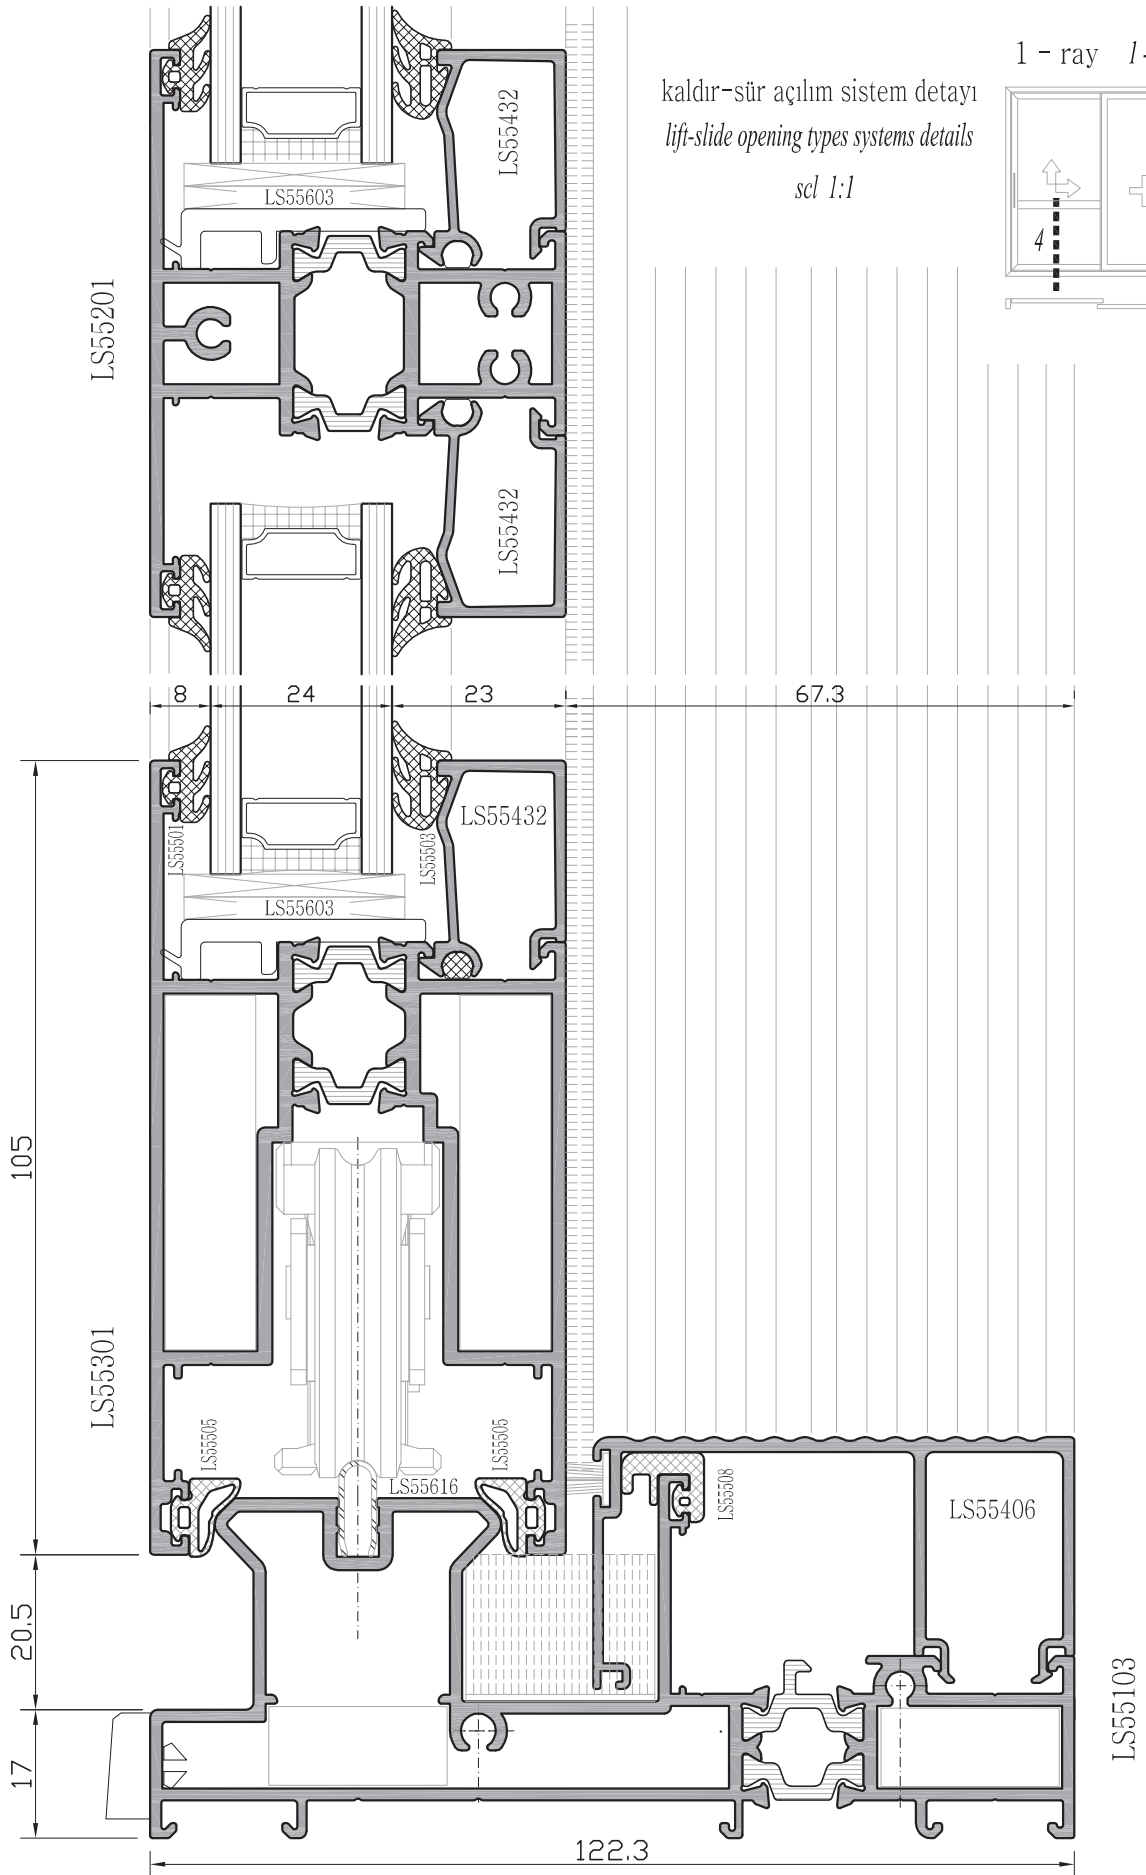 1 - ray
kaldır-sür açılım sistem detayı
lift-slide opening types systems details
scl 1:1
4
LS55432
LS55603
LS55201
LS55432
8
24
23
67.3
LS55432
LS55501
LS55503
LS55603
105
LS55301
LS55505
LS55505
LS55616
LS55508
LS55406
20.5
17
LS55103
122.3